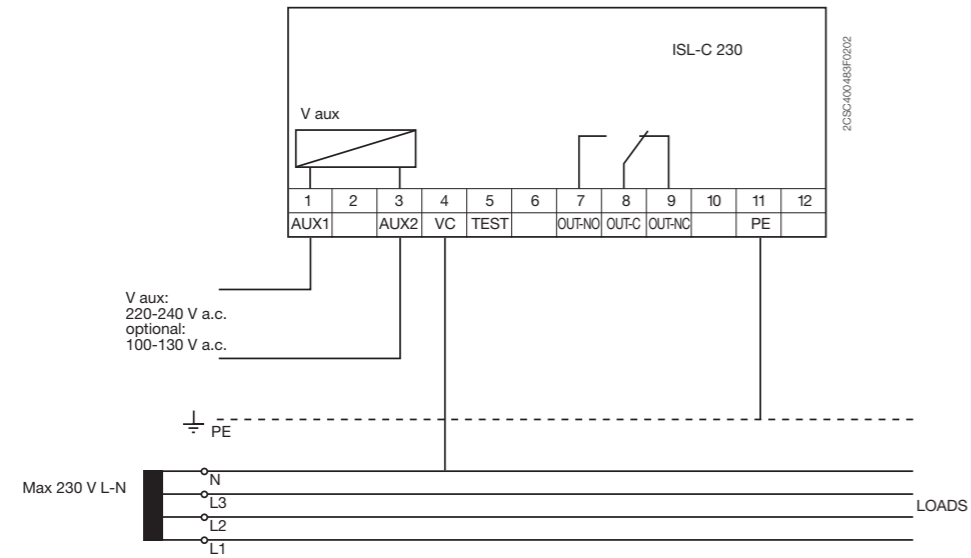 ISL-C 230
2CSC400483F0202
V aux
1 2 3 4 5 6 7 8 9 10 11 12
AUX1 AUX2 VC TEST OUT-NO OUT-C OUT-NC PE
V aux:
220-240 V a.c.
optional:
100-130 V a.c.
PE
Max 230 V L-N
N
L3
LOADS
L2
L1